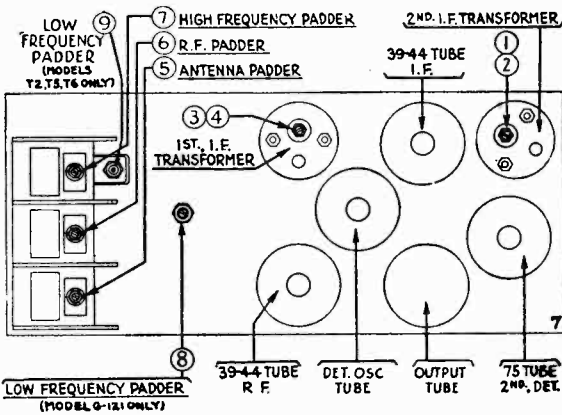 ⑨ LOW
FREQUENCY
PADDER
(MODELS
T2,T5,T6 ONLY)
⑦ HIGH FREQUENCY PADDER
⑥ R.F. PADDER
⑤ ANTENNA PADDER
39-44 TUBE
I.F.
2ND. I.F. TRANSFORMER
①
②
③ ④
1ST., I.F.
TRANSFORMER
7
⑧
LOW FREQUENCY PADDER
(MODEL G-121 ONLY)
39-44 TUBE
R F.
DET. OSC
TUBE
OUTPUT
TUBE
75 TUBE
2ND., DET.